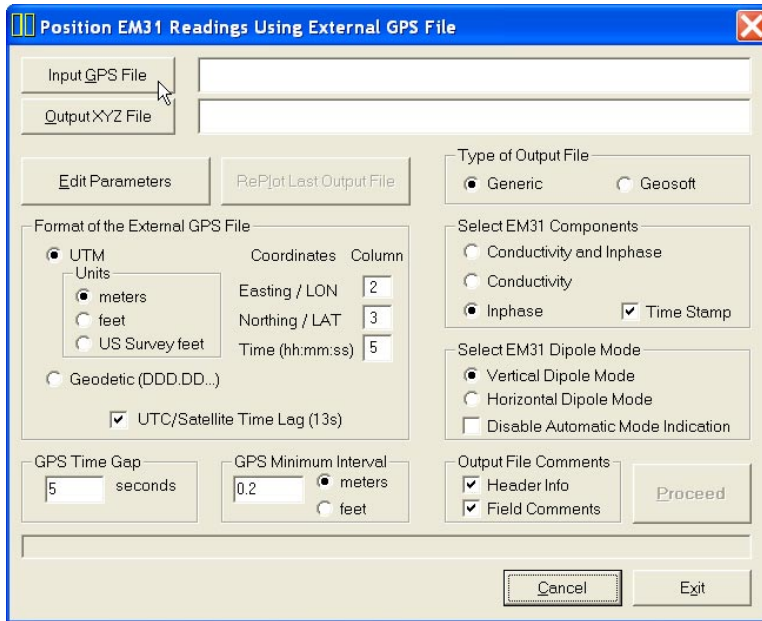 Position EM31 Readings Using External GPS File
Input GPS File
Output XYZ File
Edit Parameters
RePlot Last Output File
Type of Output File
Generic
Geosoft
Format of the External GPS File
UTM
Coordinates Column
Units
meters
feet
US Survey feet
Easting / LON 2
Northing / LAT 3
Time (hh:mm:ss) 5
Geodetic (DDD.DD...)
UTC/Satellite Time Lag (13s)
Select EM31 Components
Conductivity and Inphase
Conductivity
Inphase
Time Stamp
Select EM31 Dipole Mode
Vertical Dipole Mode
Horizontal Dipole Mode
Disable Automatic Mode Indication
GPS Time Gap
5 seconds
GPS Minimum Interval
0.2
meters
feet
Output File Comments
Header Info
Field Comments
Proceed
Cancel
Exit